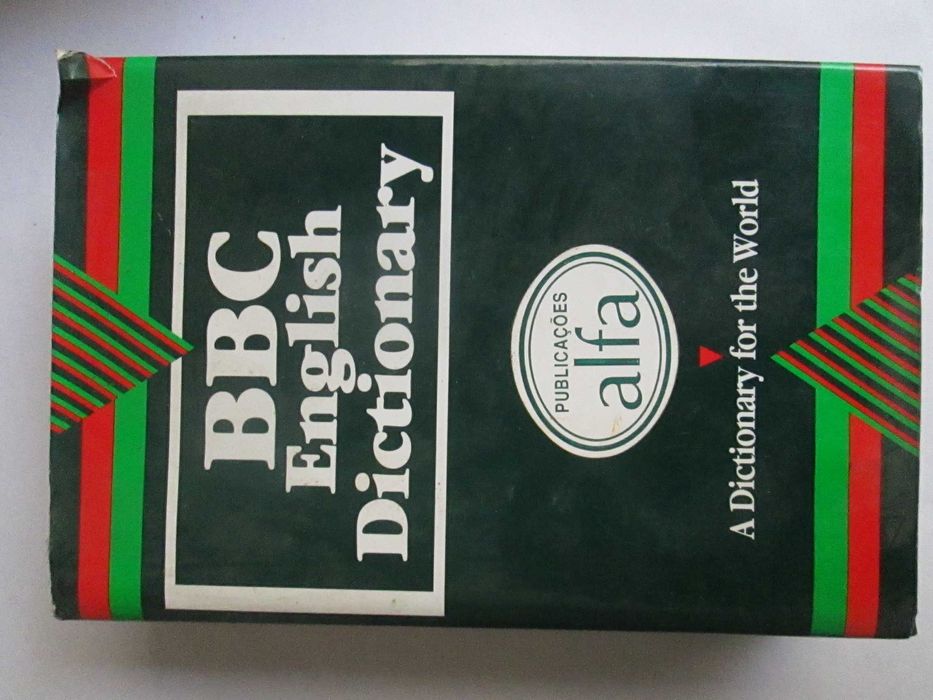 BBC
English
Dictionary
PUBLICAÇÕES
alfa
A Dictionary for the World